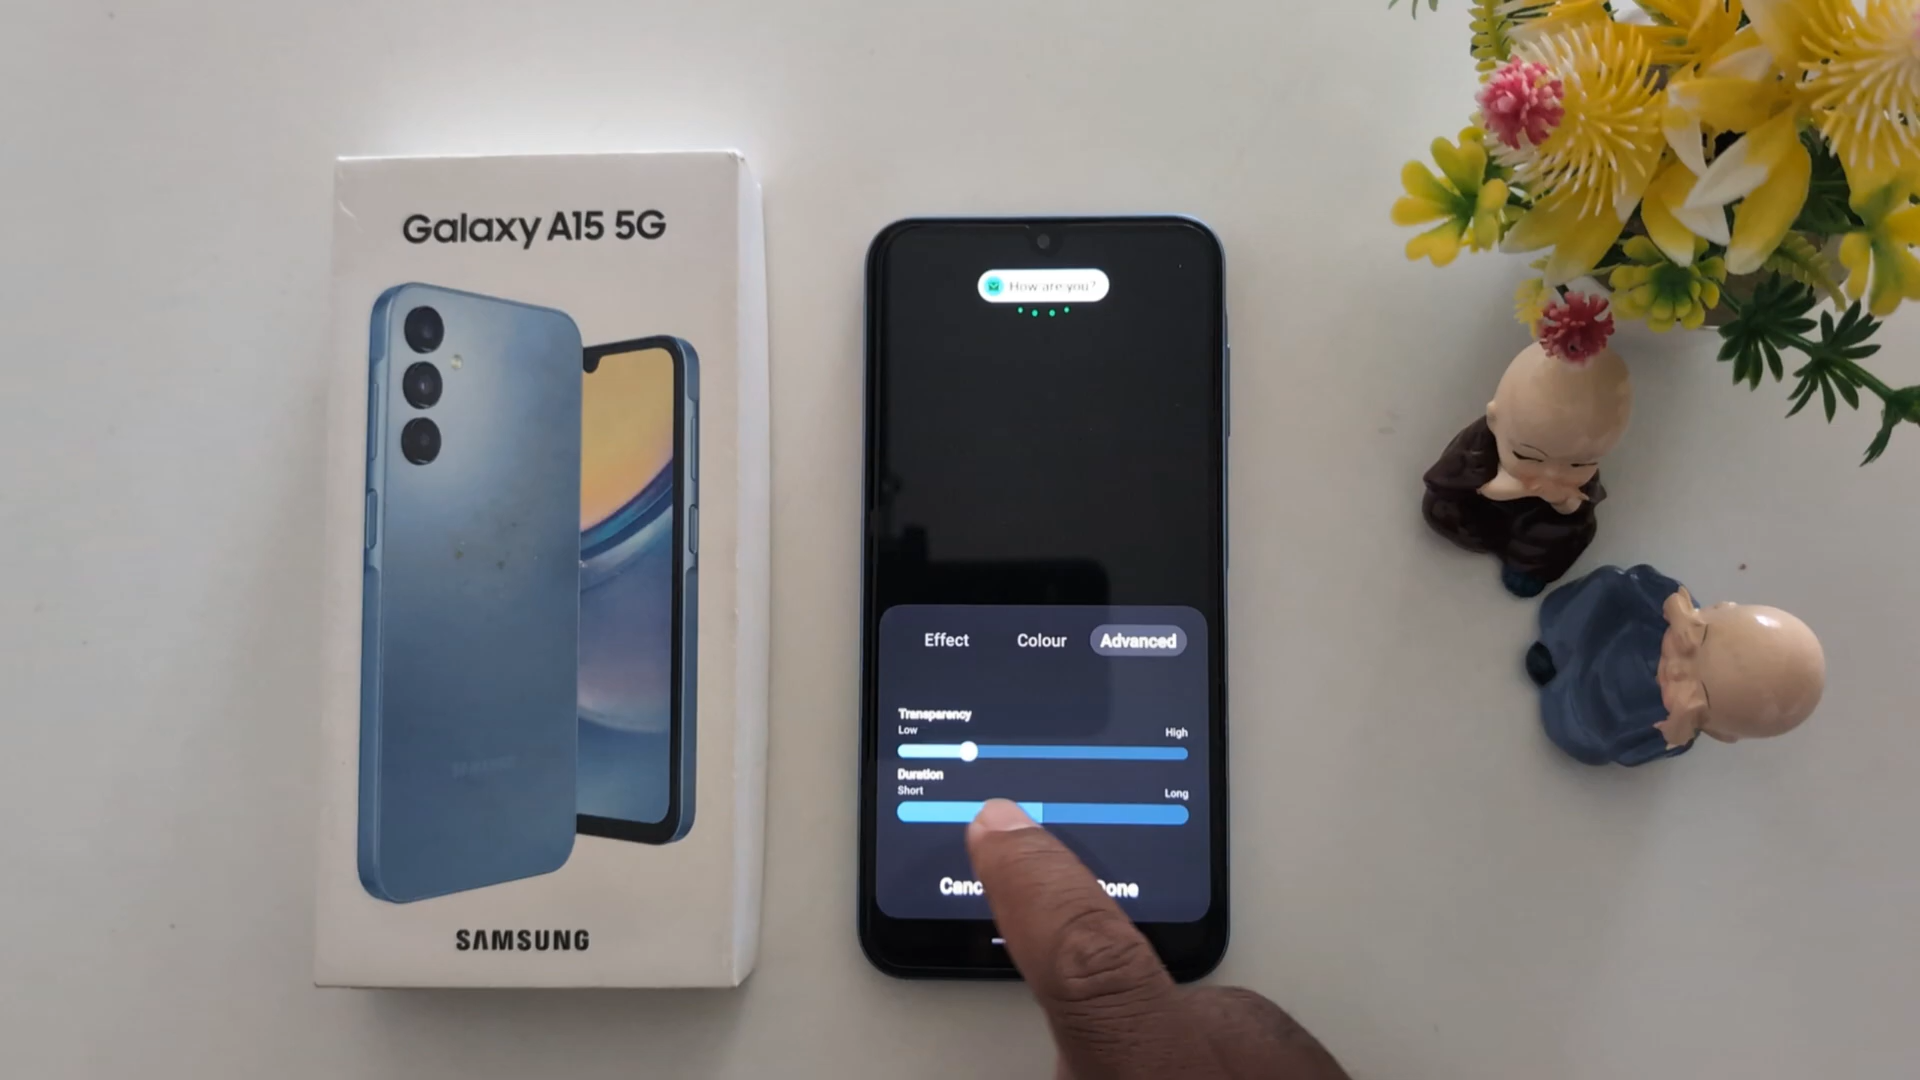 Galaxy A15 5G
SAMSUNG
How are you?
Effect
Colour
Advanced
Transparency
Low
High
Duration
Short
Long